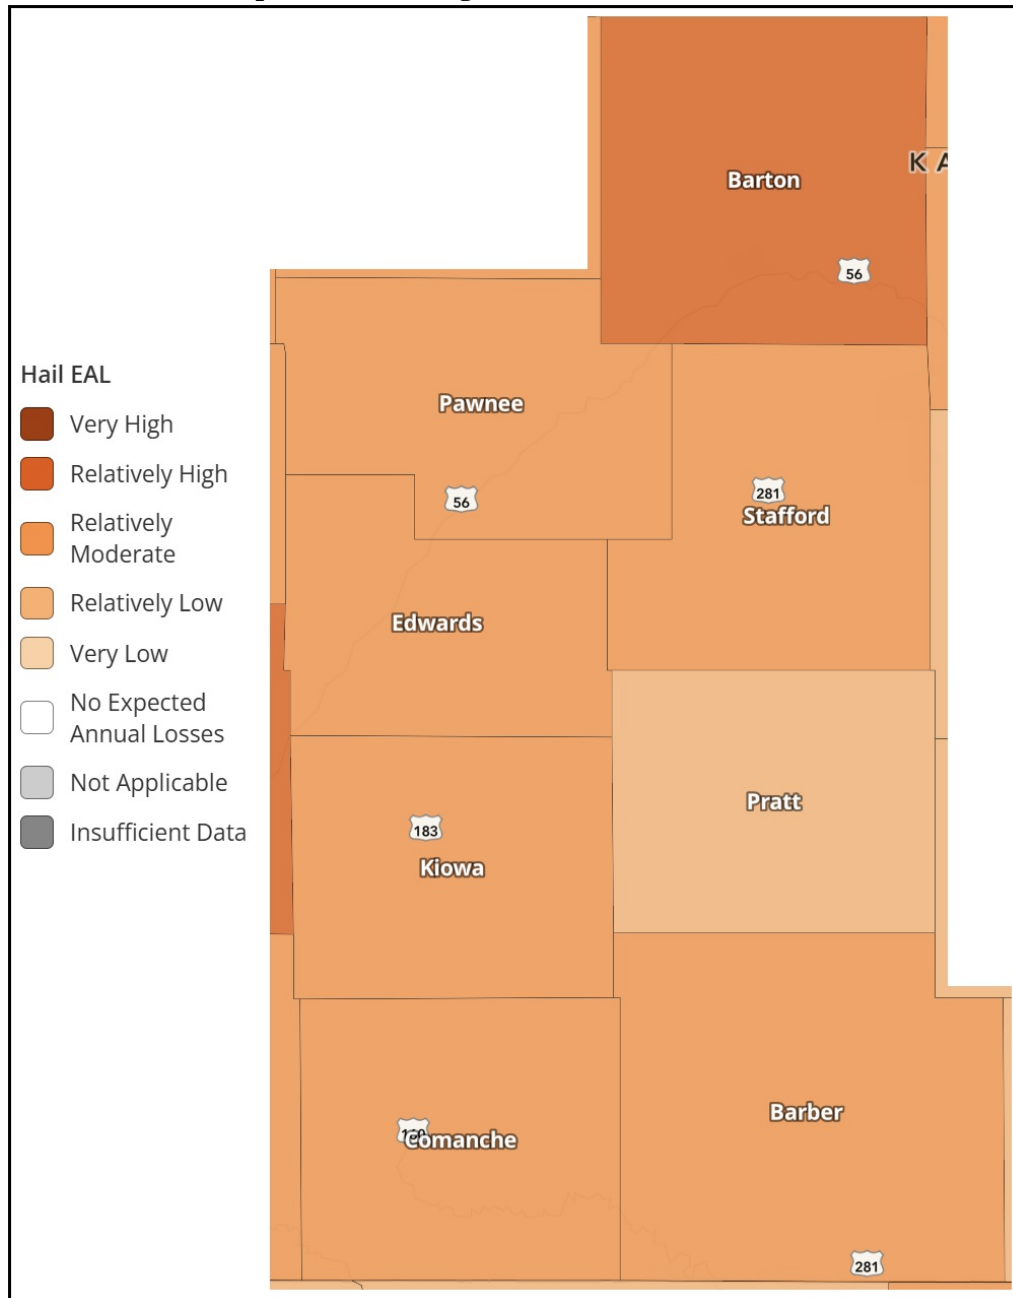 K A
Barton
56
Hail EAL
Very High
Relatively High
Relatively
Moderate
Relatively Low
Very Low
No Expected
Annual Losses
Not Applicable
Insufficient Data
Pawnee
56
281
Stafford
Edwards
Pratt
183
Kiowa
Barber
Comanche
281